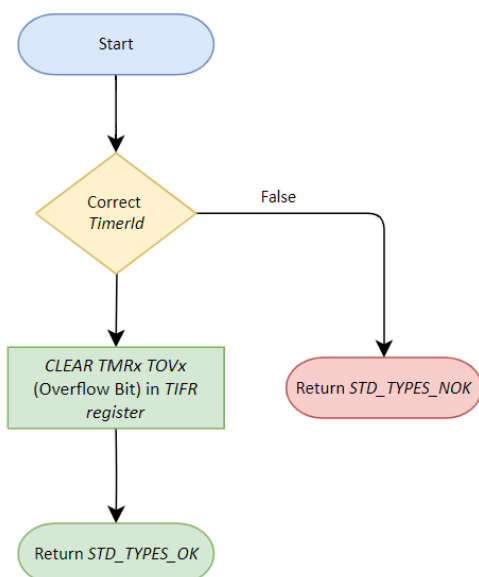 Start
Correct
TimerId
False
CLEAR TMRx TOVx
(Overflow Bit) in TIFR
register
Return STD_TYPES_NOK
Return STD_TYPES_OK